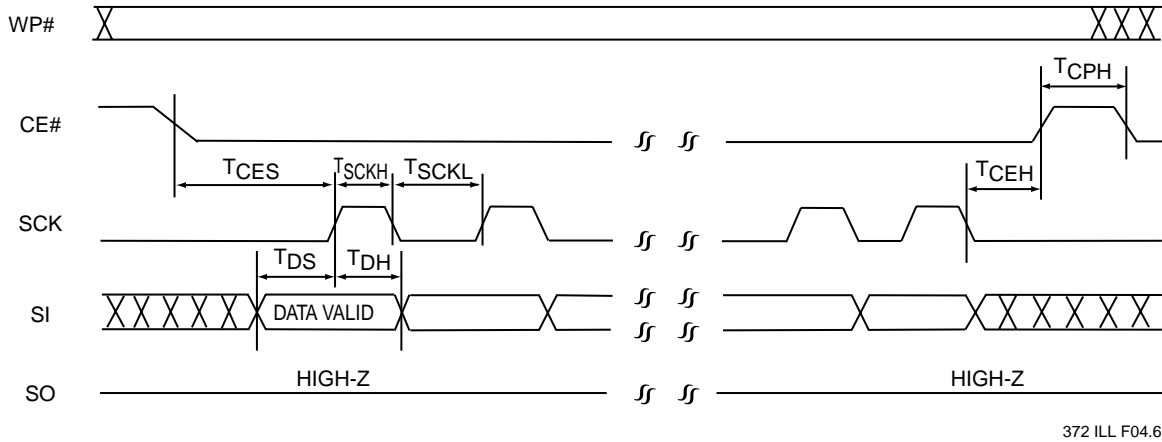 WP#
TCPH
CE#
TCES
TSCKH
TSCKL
TCEH
SCK
TDS
TDH
SI
DATA VALID
HIGH-Z
HIGH-Z
SO
372 ILL F04.6